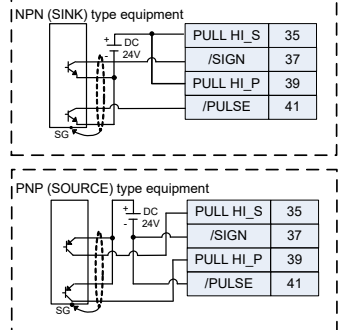 NPN (SINK) type equipment
+ DC
- 24V
PULL HI_S 35
/SIGN 37
PULL HI_P 39
/PULSE 41
SG
PNP (SOURCE) type equipment
+ DC
- 24V
PULL HI_S 35
/SIGN 37
PULL HI_P 39
/PULSE 41
SG